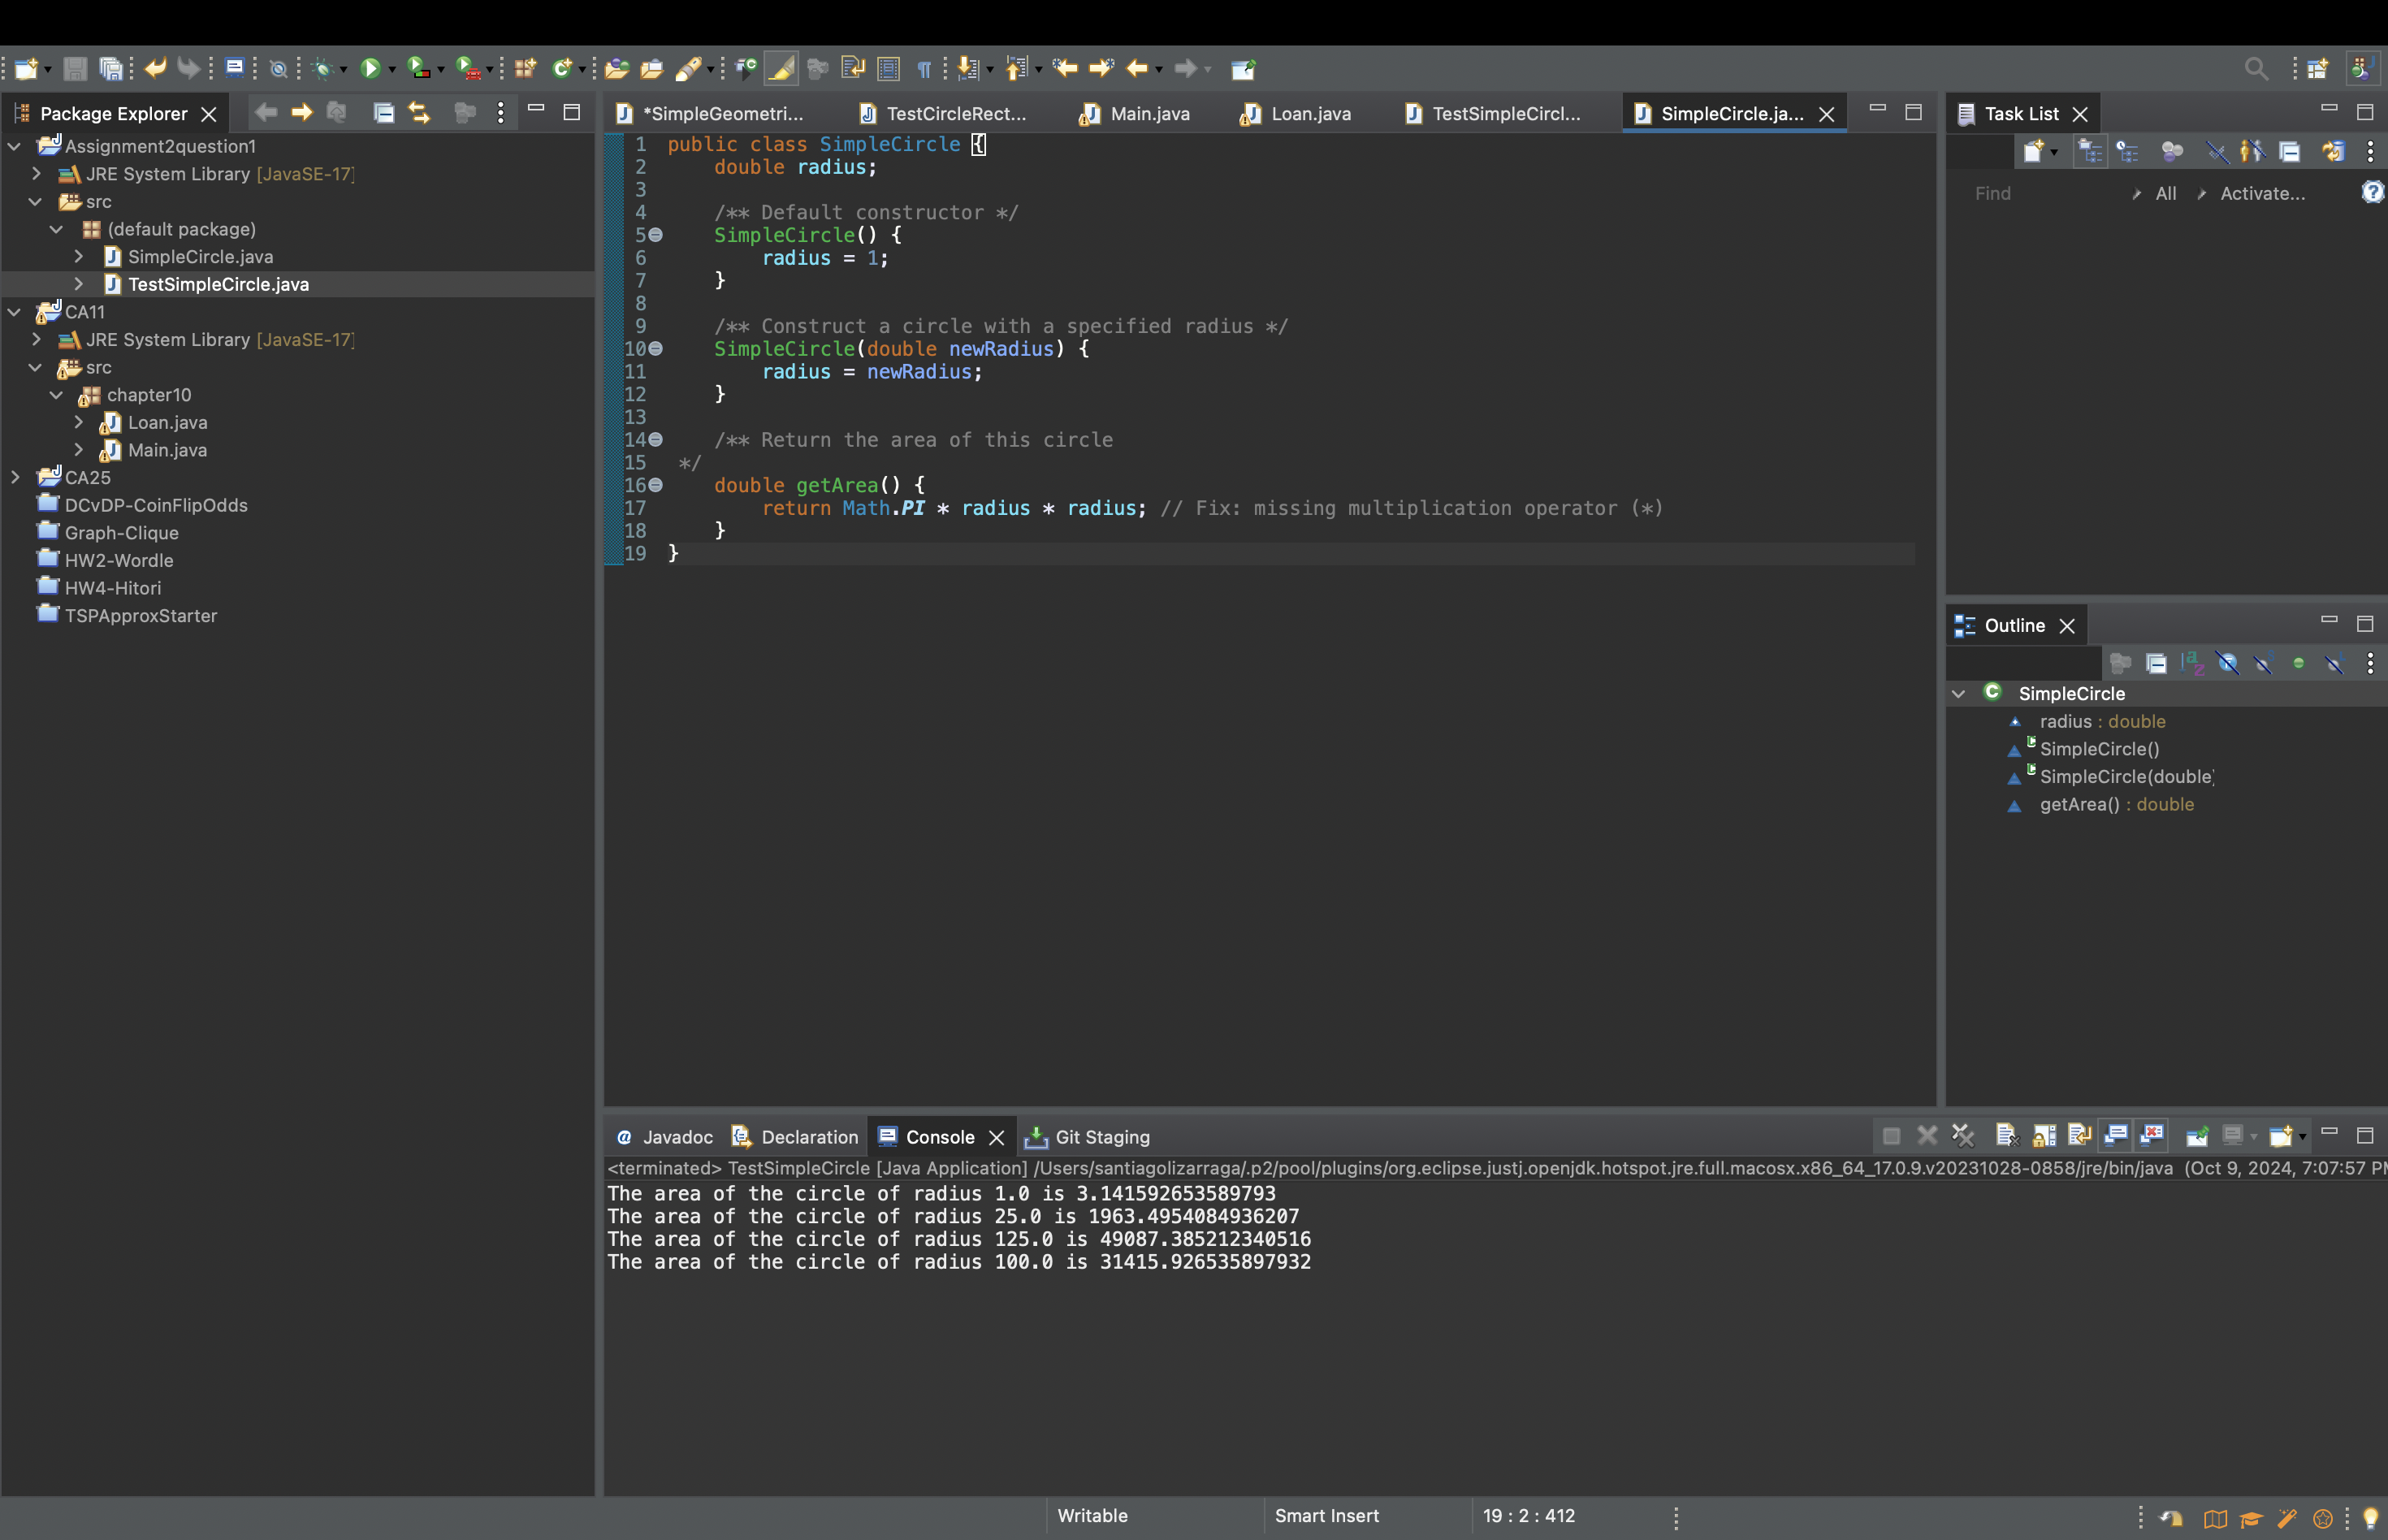 Package Explorer
Assignment2question1
JRE System Library [JavaSE-17]
src
(default package)
SimpleCircle.java
TestSimpleCircle.java
CA11
JRE System Library [JavaSE-17]
src
chapter10
Loan.java
Main.java
CA25
DCvDP-CoinFlipOdds
Graph-Clique
HW2-Wordle
HW4-Hitori
TSPApproxStarter
*SimpleGeometri...
TestCircleRect...
Main.java
Loan.java
TestSimpleCircl...
SimpleCircle.ja...
1 public class SimpleCircle {
2 double radius;
3
4 /** Default constructor */
5 SimpleCircle() {
6 radius = 1;
7 }
8
9 /** Construct a circle with a specified radius */
10 SimpleCircle(double newRadius) {
11 radius = newRadius;
12 }
13
14 /** Return the area of this circle
15 */
16 double getArea() {
17 return Math.PI * radius * radius; // Fix: missing multiplication operator (*)
18 }
19 }
Task List
Find
All
Activate...
Outline
SimpleCircle
radius : double
SimpleCircle()
SimpleCircle(double)
getArea() : double
@ Javadoc
Declaration
Console
Git Staging
<terminated> TestSimpleCircle [Java Application] /Users/santiagolizarraga/.p2/pool/plugins/org.eclipse.justj.openjdk.hotspot.jre.full.macosx.x86_64_17.0.9.v20231028-0858/jre/bin/java (Oct 9, 2024, 7:07:57 PM
The area of the circle of radius 1.0 is 3.141592653589793
The area of the circle of radius 25.0 is 1963.4954084936207
The area of the circle of radius 125.0 is 49087.385212340516
The area of the circle of radius 100.0 is 31415.926535897932
Writable
Smart Insert
19 : 2 : 412